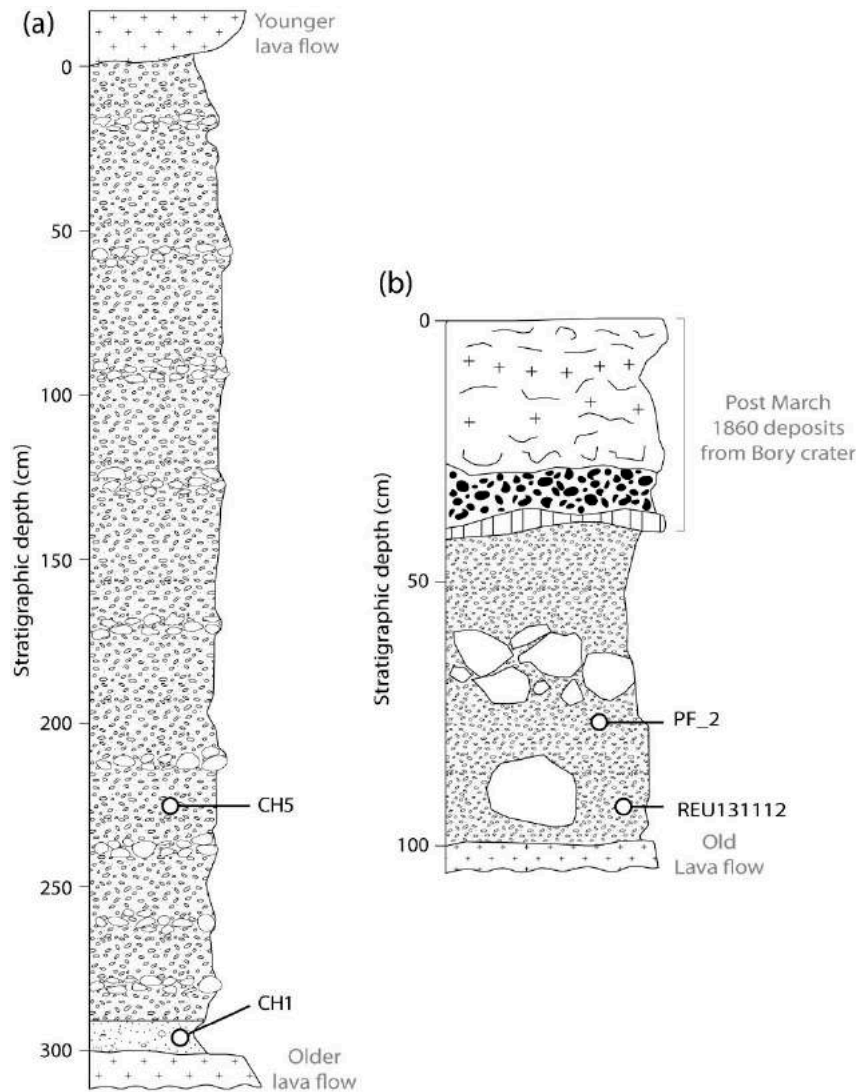 (a)
Younger
lava flow
0
50
100
150
200
250
300
Stratigraphic depth (cm)
CH5
CH1
Older
lava flow
(b)
0
50
100
Stratigraphic depth (cm)
Post March
1860 deposits
from Bory crater
PF_2
REU131112
Old
Lava flow